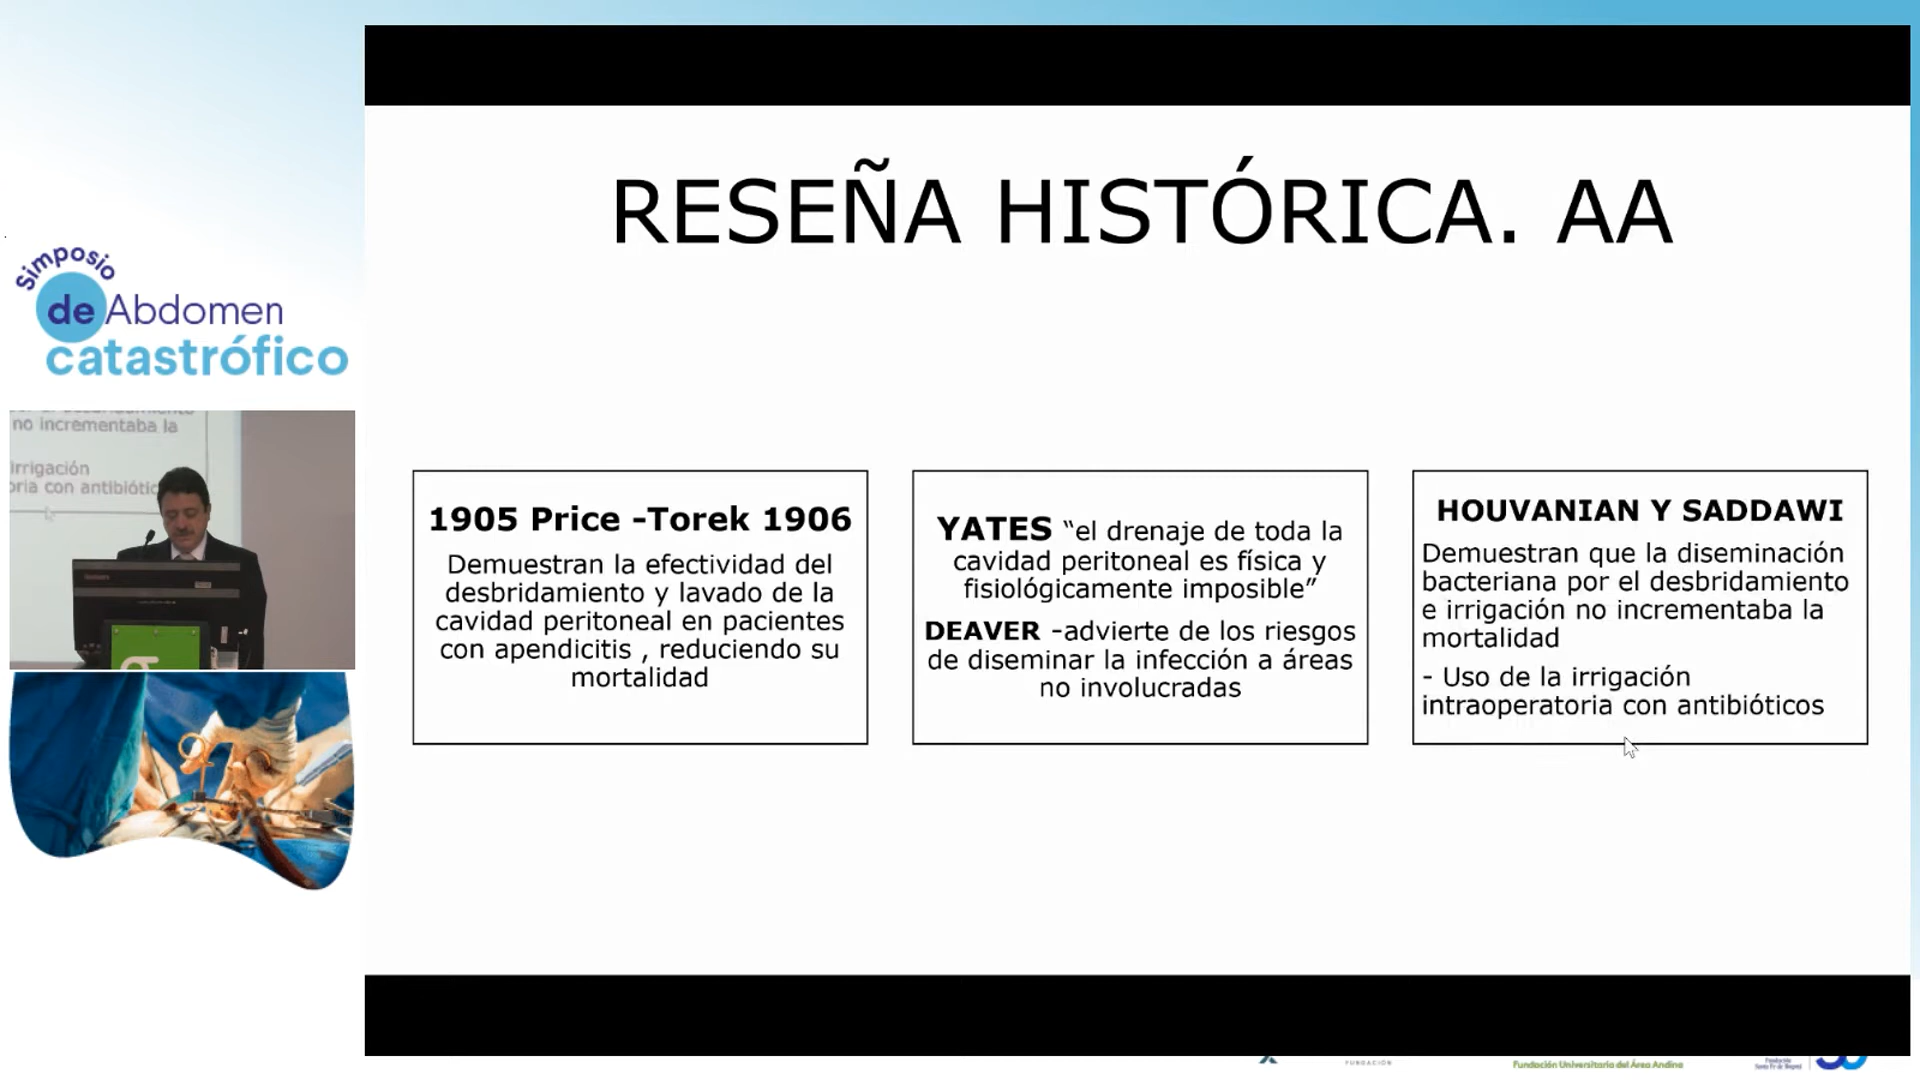 RESEÑA HISTÓRICA. AA
Simposio
de Abdomen
catastrófico
no incrementaba la
irrigación
oria con antibiótic
1905 Price -Torek 1906
Demuestran la efectividad del
desbridamiento y lavado de la
cavidad peritoneal en pacientes
con apendicitis , reduciendo su
mortalidad
YATES “el drenaje de toda la
cavidad peritoneal es física y
fisiológicamente imposible”
DEAVER -advierte de los riesgos
de diseminar la infección a áreas
no involucradas
HOUVANIAN Y SADDAWI
Demuestran que la diseminación
bacteriana por el desbridamiento
e irrigación no incrementaba la
mortalidad
- Uso de la irrigación
intraoperatoria con antibióticos
FUNDACIÓN
Fundación Universitaria del Área Andina